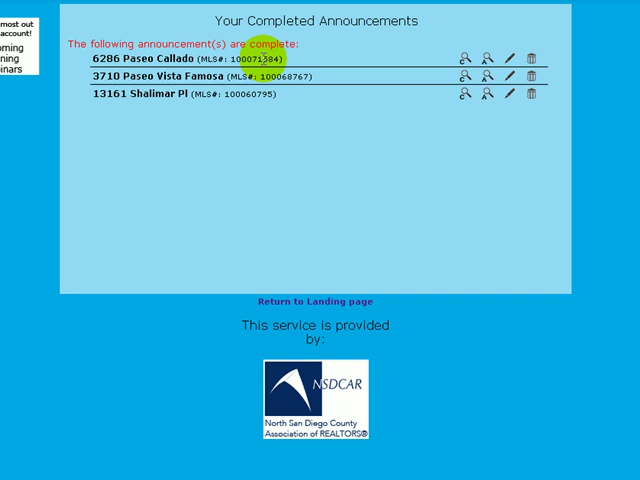 Your Completed Announcements
most out
account!
oming
ning
binars
The following announcement(s) are complete:
6286 Paseo Callado (MLS#: 100071384)
3710 Paseo Vista Famosa (MLS#: 100068767)
13161 Shalimar Pl (MLS#: 100060795)
C A
C A
C A
Return to Landing page
This service is provided
by:
NSDCAR
North San Diego County
Association of REALTORS®